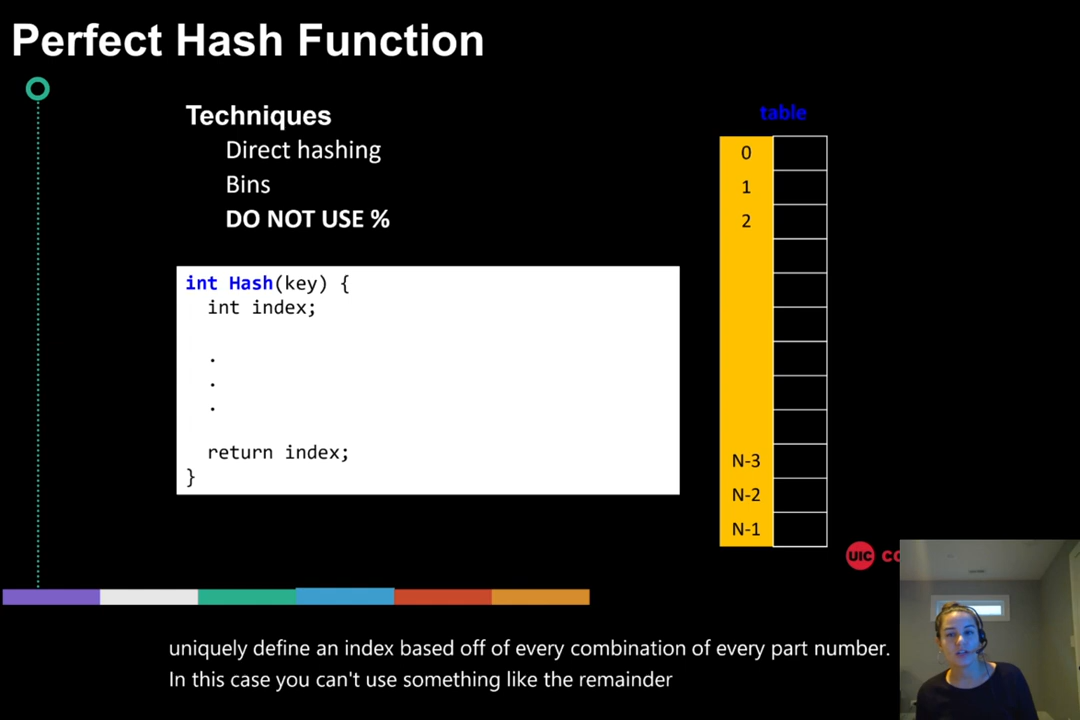 Perfect Hash Function
Techniques
Direct hashing
Bins
DO NOT USE %
int Hash(key) {
int index;
.
.
.
return index;
}
table
0
1
2
N-3
N-2
N-1
UIC
uniquely define an index based off of every combination of every part number.
In this case you can't use something like the remainder